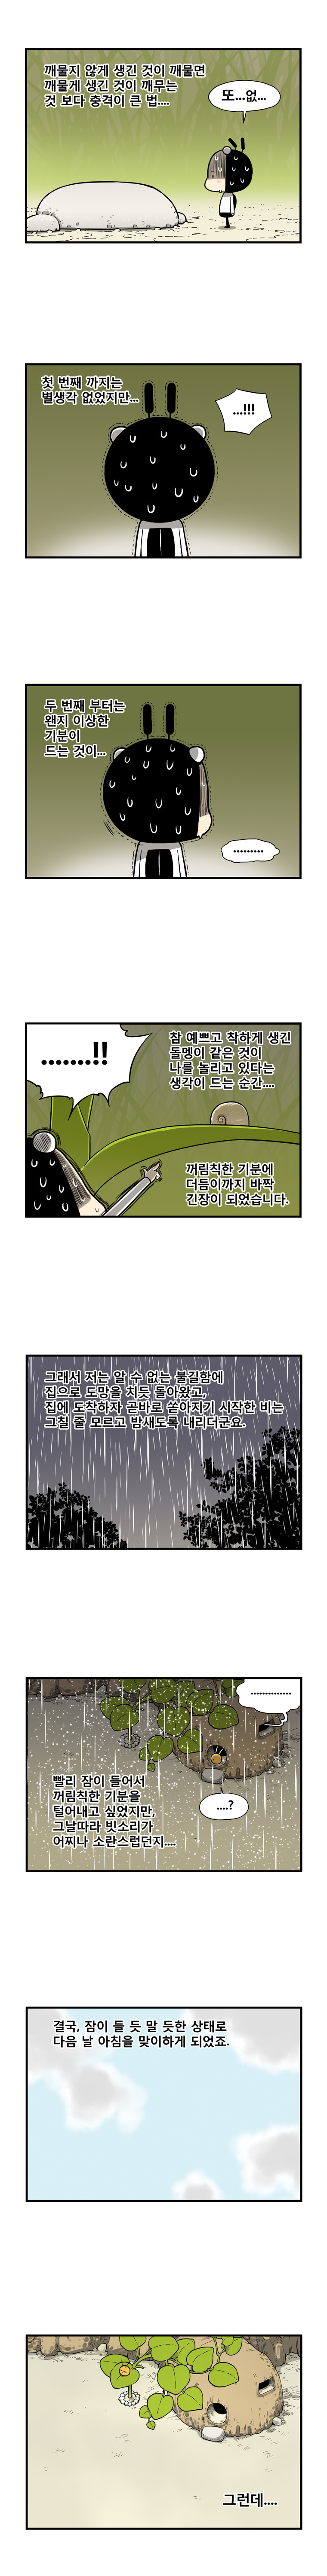 깨물지 않게 생긴 것이 깨물면
깨물게 생긴 것이 깨무는
것 보다 충격이 큰 법....
또...없...
첫 번째 까지는
별생각 없었지만...
...!!!
두 번째 부터는
왠지 이상한
기분이
드는 것이...
.........
.........!!
참 예쁘고 착하게 생긴
돌멩이 같은 것이
나를 놀리고 있다는
생각이 드는 순간....
꺼림칙한 기분에
더듬이까지 바짝
긴장이 되었습니다.
그래서 저는 알 수 없는 불길함에
집으로 도망을 치듯 돌아왔고,
집에 도착하자 곧바로 쏟아지기 시작한 비는
그칠 줄 모르고 밤새도록 내리더군요.
..............
....?
빨리 잠이 들어서
꺼림칙한 기분을
털어내고 싶었지만,
그날따라 빗소리가
어찌나 소란스럽던지....
결국, 잠이 들 듯 말 듯한 상태로
다음 날 아침을 맞이하게 되었죠.
그런데....